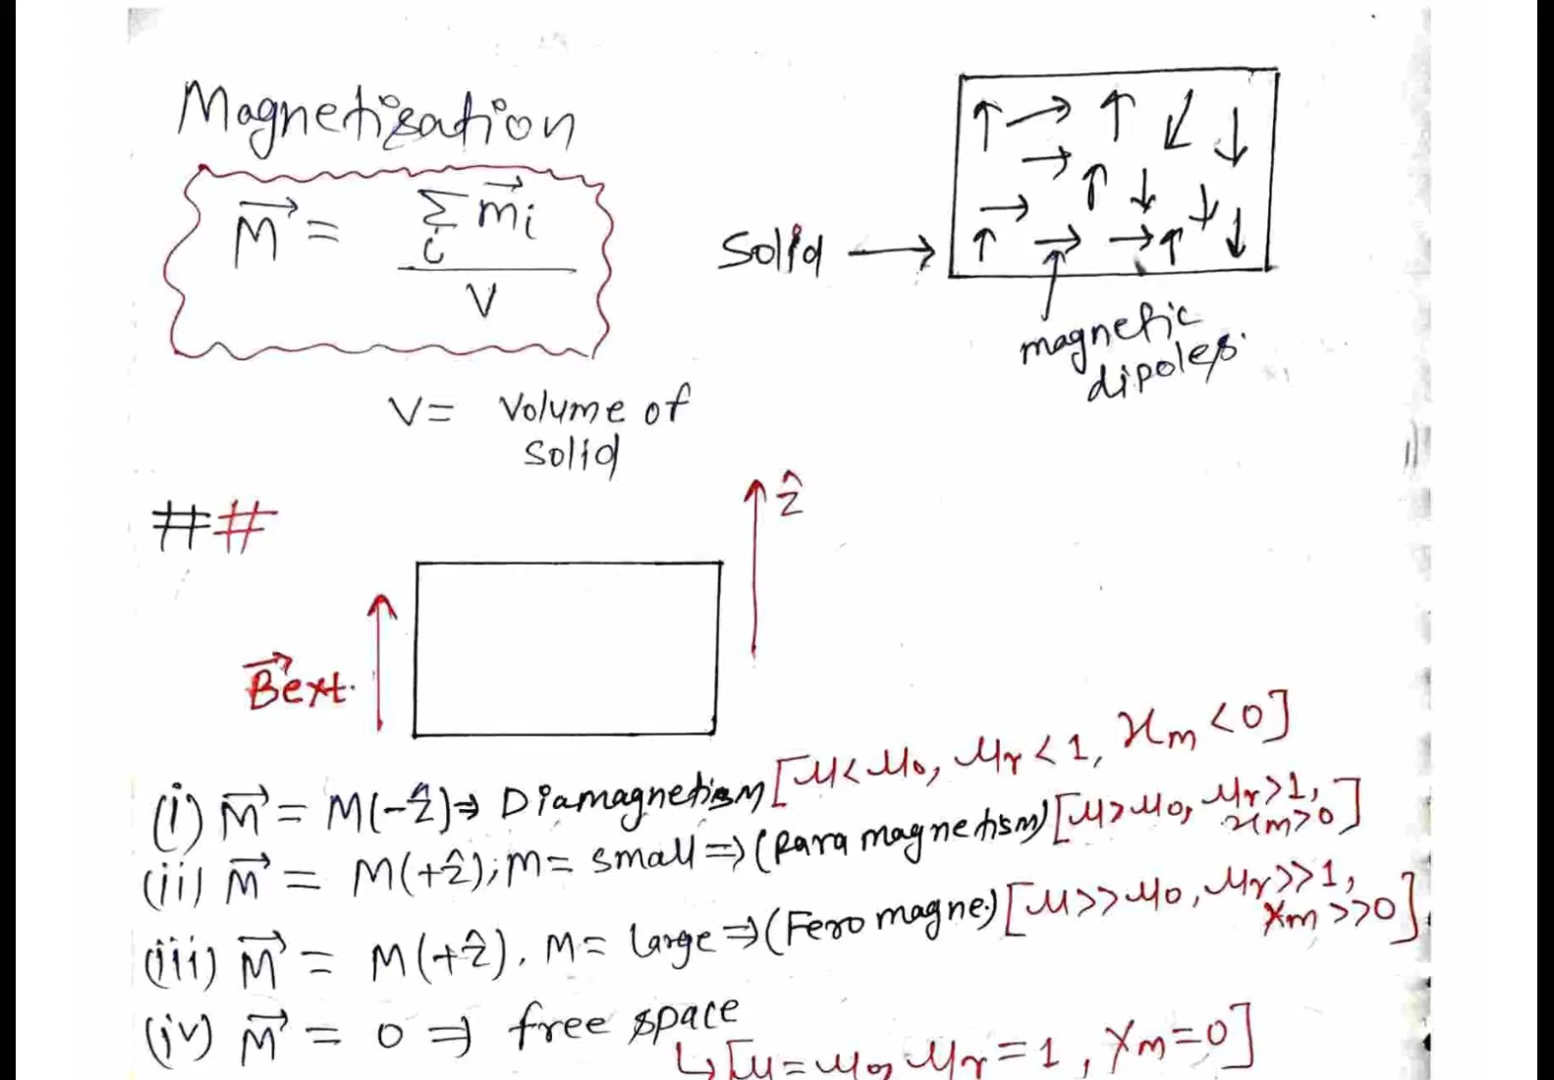 Magnetisation
M⃗ = Σᵢ m⃗ᵢ / V
Solid →
magnetic
dipoles.
V = Volume of
Solid
##
ẑ
B⃗ext.
(i) M⃗ = M(-ẑ) ⇒ Diamagnetism [μ<μ₀, μᵣ<1, χₘ<0]
(ii) M⃗ = M(+ẑ); M = small ⇒ (Para magnetism) [μ>μ₀, μᵣ>1, χₘ>0]
(iii) M⃗ = M(+ẑ), M = large ⇒ (Fero magne.) [μ>>μ₀, μᵣ>>1, χₘ>>0]
(iv) M⃗ = 0 ⇒ free space
↳ [μ=μ₀, μᵣ=1, χₘ=0]